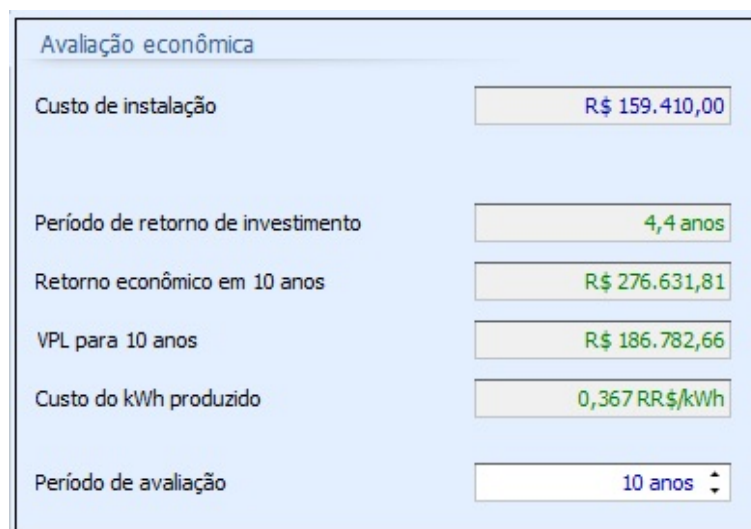 Avaliação econômica
Custo de instalação R$ 159.410,00
Período de retorno de investimento 4,4 anos
Retorno econômico em 10 anos R$ 276.631,81
VPL para 10 anos R$ 186.782,66
Custo do kWh produzido 0,367 RR$/kWh
Período de avaliação 10 anos